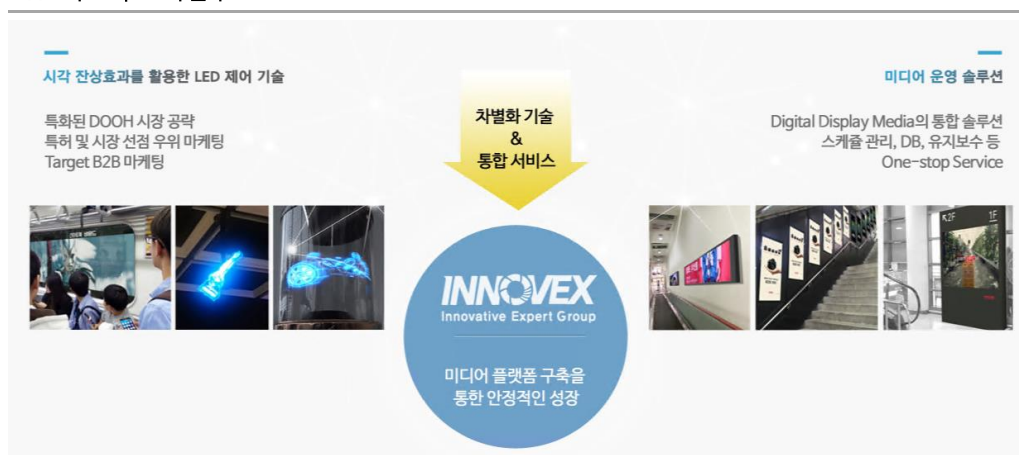 시각 잔상효과를 활용한 LED 제어 기술
특화된 DOOH 시장 공략
특허 및 시장 선점 우위 마케팅
Target B2B 마케팅
차별화 기술
&
통합 서비스
미디어 운영 솔루션
Digital Display Media의 통합 솔루션
스케쥴 관리, DB, 유지보수 등
One-stop Service
2F
1F
INNOVEX
Innovative Expert Group
미디어 플랫폼 구축을
통한 안정적인 성장